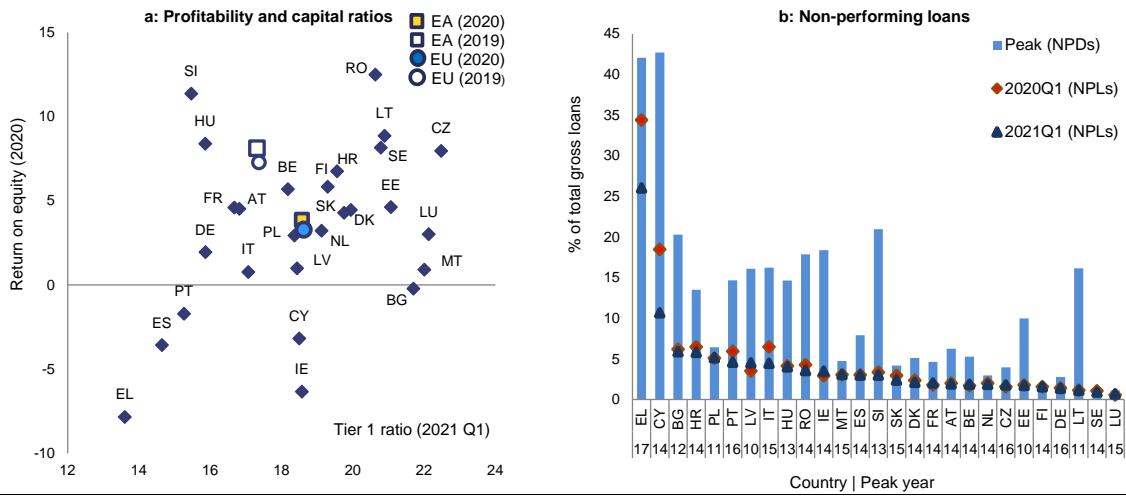 a: Profitability and capital ratios
EA (2020)
EA (2019)
EU (2020)
EU (2019)
Return on equity (2020)
15
10
5
0
-5
-10
12 14 16 18 20 22 24
Tier 1 ratio (2021 Q1)
SI
RO
HU
LT
CZ
SE
BE
FI
HR
FR
AT
SK
EE
DK
DE
IT
PL
NL
LU
LV
MT
PT
BG
ES
CY
IE
EL
b: Non-performing loans
Peak (NPDs)
2020Q1 (NPLs)
2021Q1 (NPLs)
% of total gross loans
45
40
35
30
25
20
15
10
5
0
EL CY BG HR PL PT LV IT HU RO IE MT ES SI SK DK FR AT BE NL CZ EE FI DE LT SE LU
17 14 12 14 11 16 10 15 13 14 14 15 14 13 14 14 14 14 14 14 10 10 14 16 11 14 15
Country | Peak year